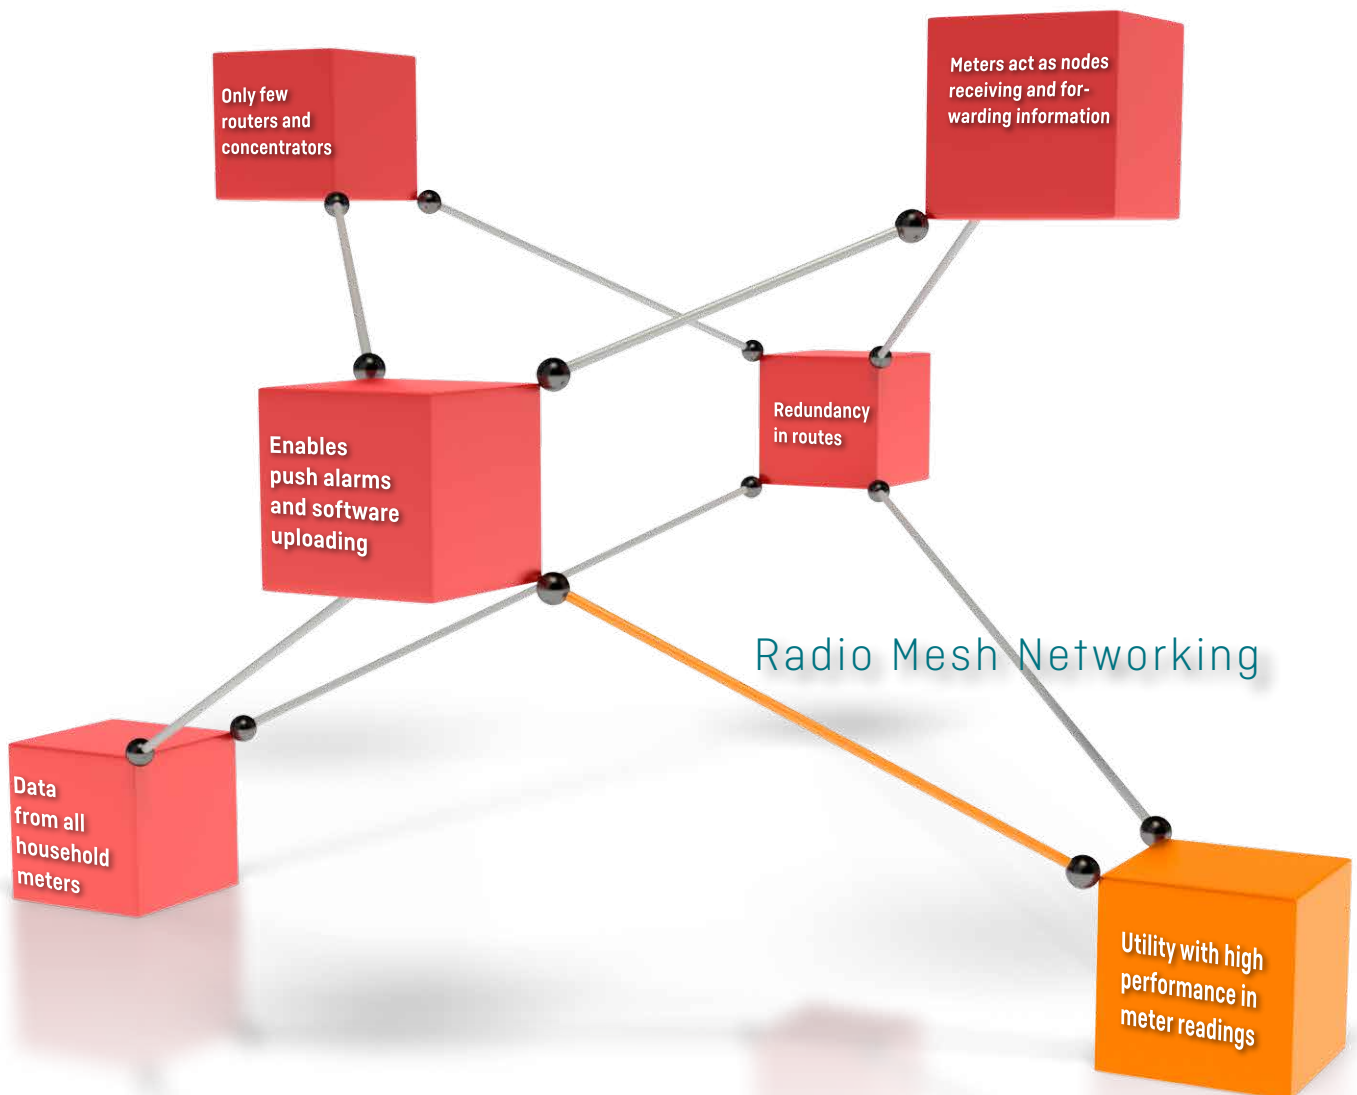 Only few
routers and
concentrators
Meters act as nodes
receiving and for-
warding information
Enables
push alarms
and software
uploading
Redundancy
in routes
Radio Mesh Networking
Data
from all
household
meters
Utility with high
performance in
meter readings